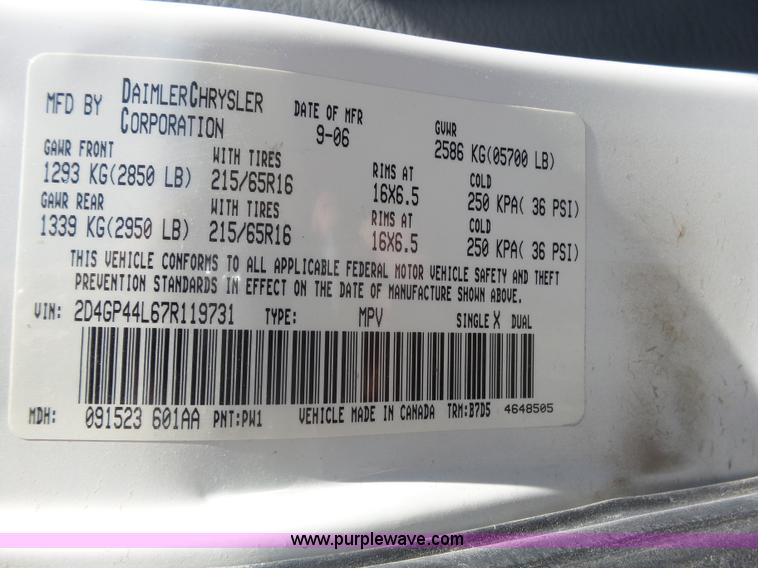 MFD BY DAIMLERCHRYSLER CORPORATION DATE OF MFR 9-06 GVWR 2586 KG(05700 LB)
GAWR FRONT WITH TIRES RIMS AT COLD
1293 KG(2850 LB) 215/65R16 16X6.5 250 KPA( 36 PSI)
GAWR REAR WITH TIRES RIMS AT COLD
1339 KG(2950 LB) 215/65R16 16X6.5 250 KPA( 36 PSI)
THIS VEHICLE CONFORMS TO ALL APPLICABLE FEDERAL MOTOR VEHICLE SAFETY AND THEFT
PREVENTION STANDARDS IN EFFECT ON THE DATE OF MANUFACTURE SHOWN ABOVE.
VIN: 2D4GP44L67R119731 TYPE: MPV SINGLE X DUAL
MDH: 091523 601AA PNT:PW1 VEHICLE MADE IN CANADA TRM:B7D5 4648505
www.purplewave.com